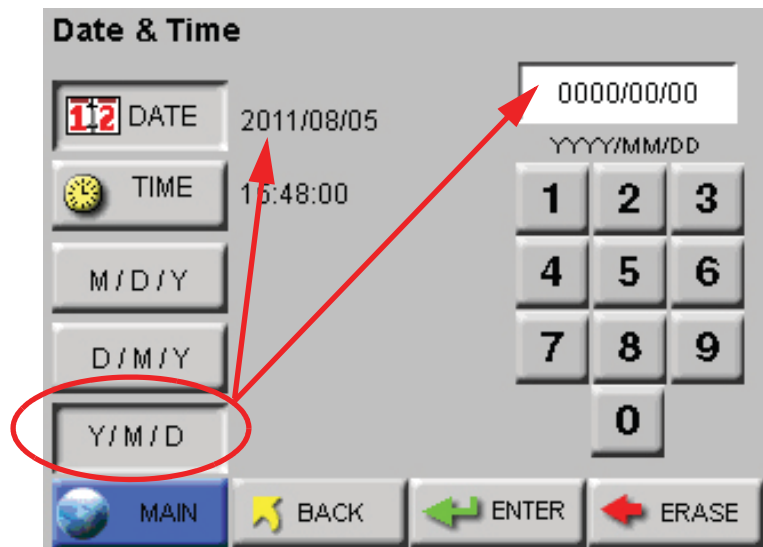 Date & Time
DATE
2011/08/05
0000/00/00
YYYY/MM/DD
TIME
15:48:00
M/D/Y
D/M/Y
Y/M/D
1 2 3
4 5 6
7 8 9
0
MAIN
BACK
ENTER
ERASE